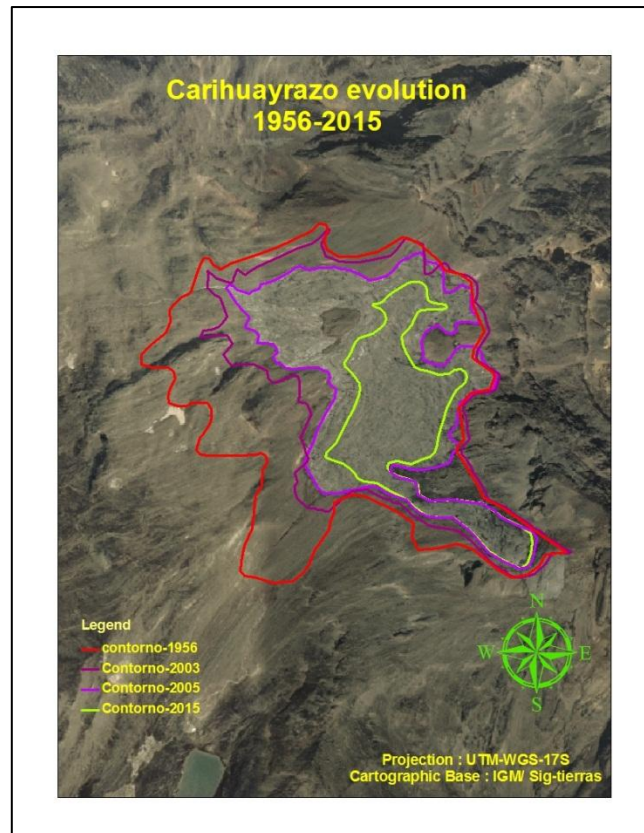 Carihuayrazo evolution
1956-2015
Legend
contorno-1956
Contorno-2003
Contorno-2005
Contorno-2015
N
W
E
S
Projection : UTM-WGS-17S
Cartographic Base : IGM/ Sig-tierras